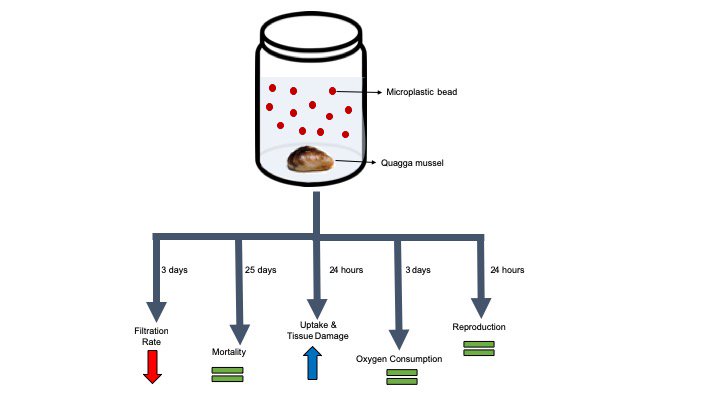 Microplastic bead
Quagga mussel
3 days
25 days
24 hours
3 days
24 hours
Filtration
Rate
Mortality
Uptake &
Tissue Damage
Oxygen Consumption
Reproduction